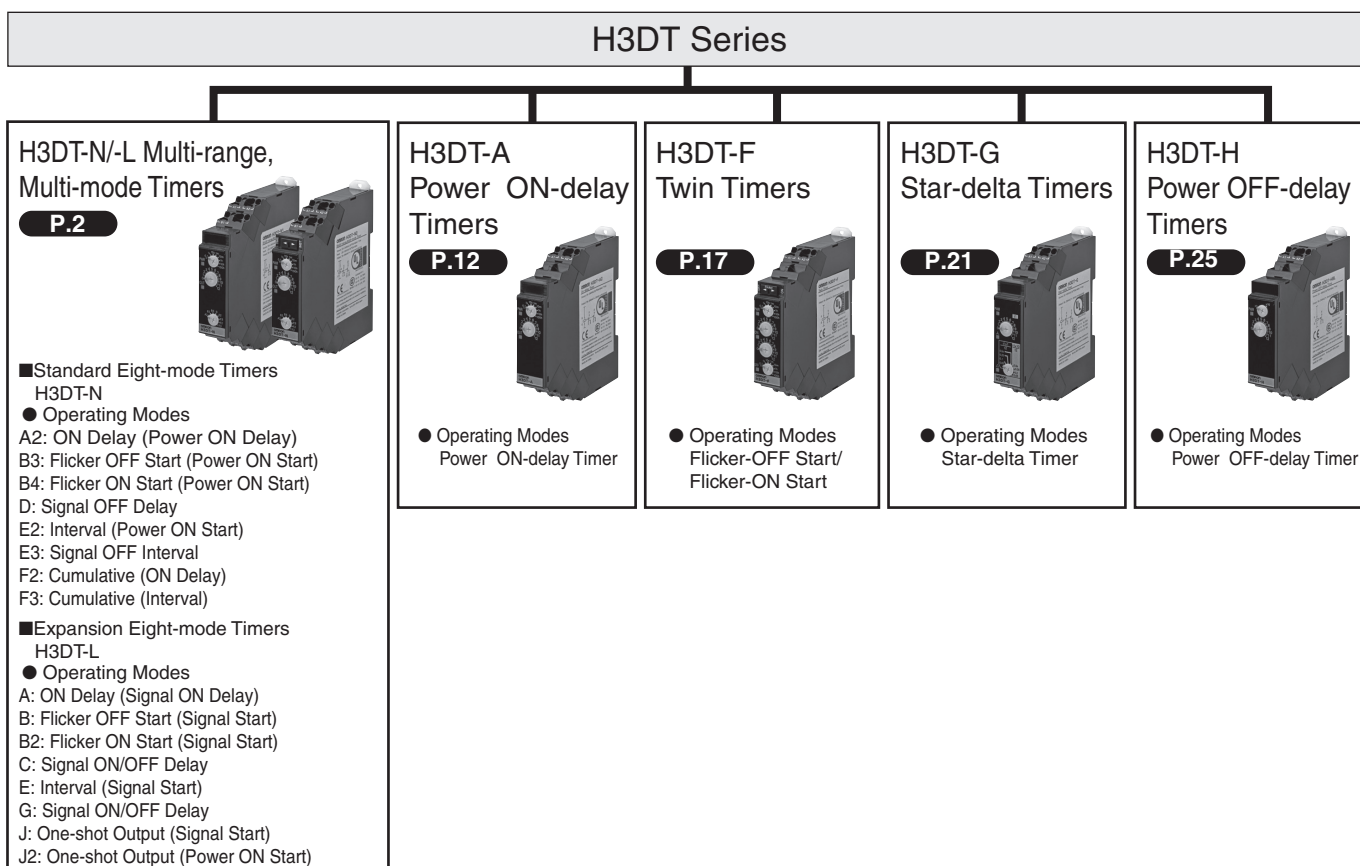 H3DT Series
H3DT-N/-L Multi-range,
Multi-mode Timers
P.2
■Standard Eight-mode Timers
H3DT-N
● Operating Modes
A2: ON Delay (Power ON Delay)
B3: Flicker OFF Start (Power ON Start)
B4: Flicker ON Start (Power ON Start)
D: Signal OFF Delay
E2: Interval (Power ON Start)
E3: Signal OFF Interval
F2: Cumulative (ON Delay)
F3: Cumulative (Interval)
■Expansion Eight-mode Timers
H3DT-L
● Operating Modes
A: ON Delay (Signal ON Delay)
B: Flicker OFF Start (Signal Start)
B2: Flicker ON Start (Signal Start)
C: Signal ON/OFF Delay
E: Interval (Signal Start)
G: Signal ON/OFF Delay
J: One-shot Output (Signal Start)
J2: One-shot Output (Power ON Start)
H3DT-A
Power ON-delay
Timers
P.12
● Operating Modes
Power ON-delay Timer
H3DT-F
Twin Timers
P.17
● Operating Modes
Flicker-OFF Start/
Flicker-ON Start
H3DT-G
Star-delta Timers
P.21
● Operating Modes
Star-delta Timer
H3DT-H
Power OFF-delay
Timers
P.25
● Operating Modes
Power OFF-delay Timer